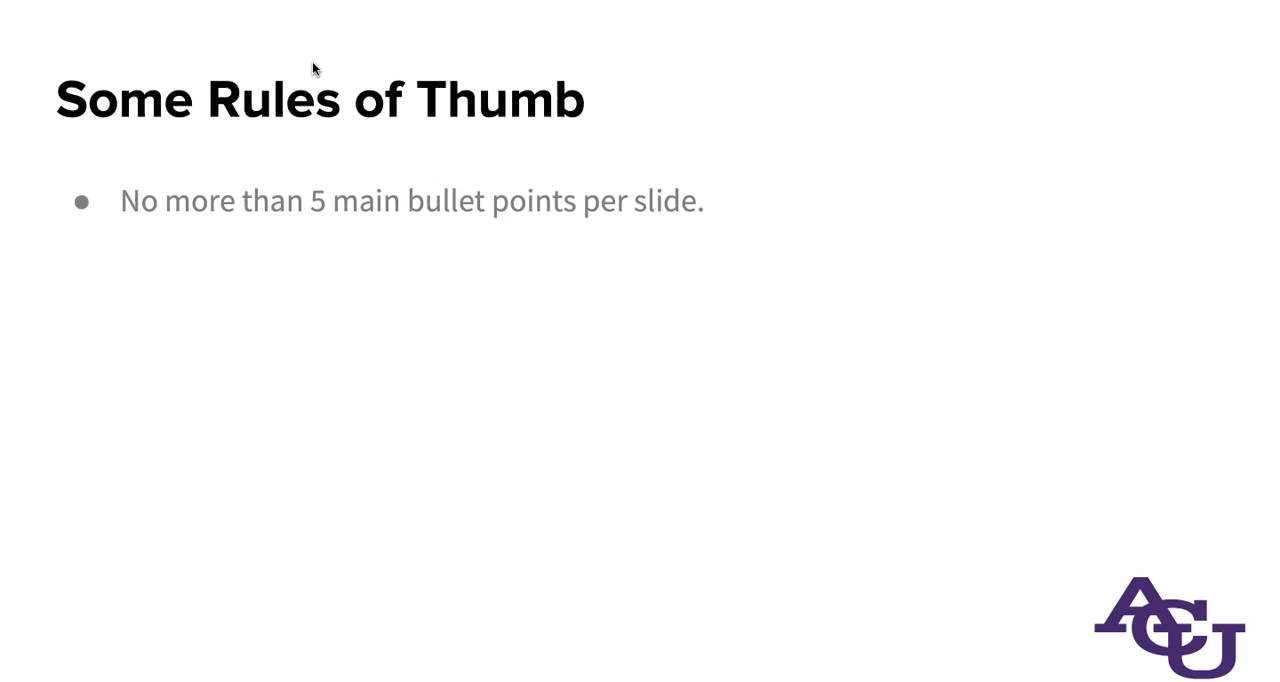 Some Rules of Thumb
● No more than 5 main bullet points per slide.
ACU